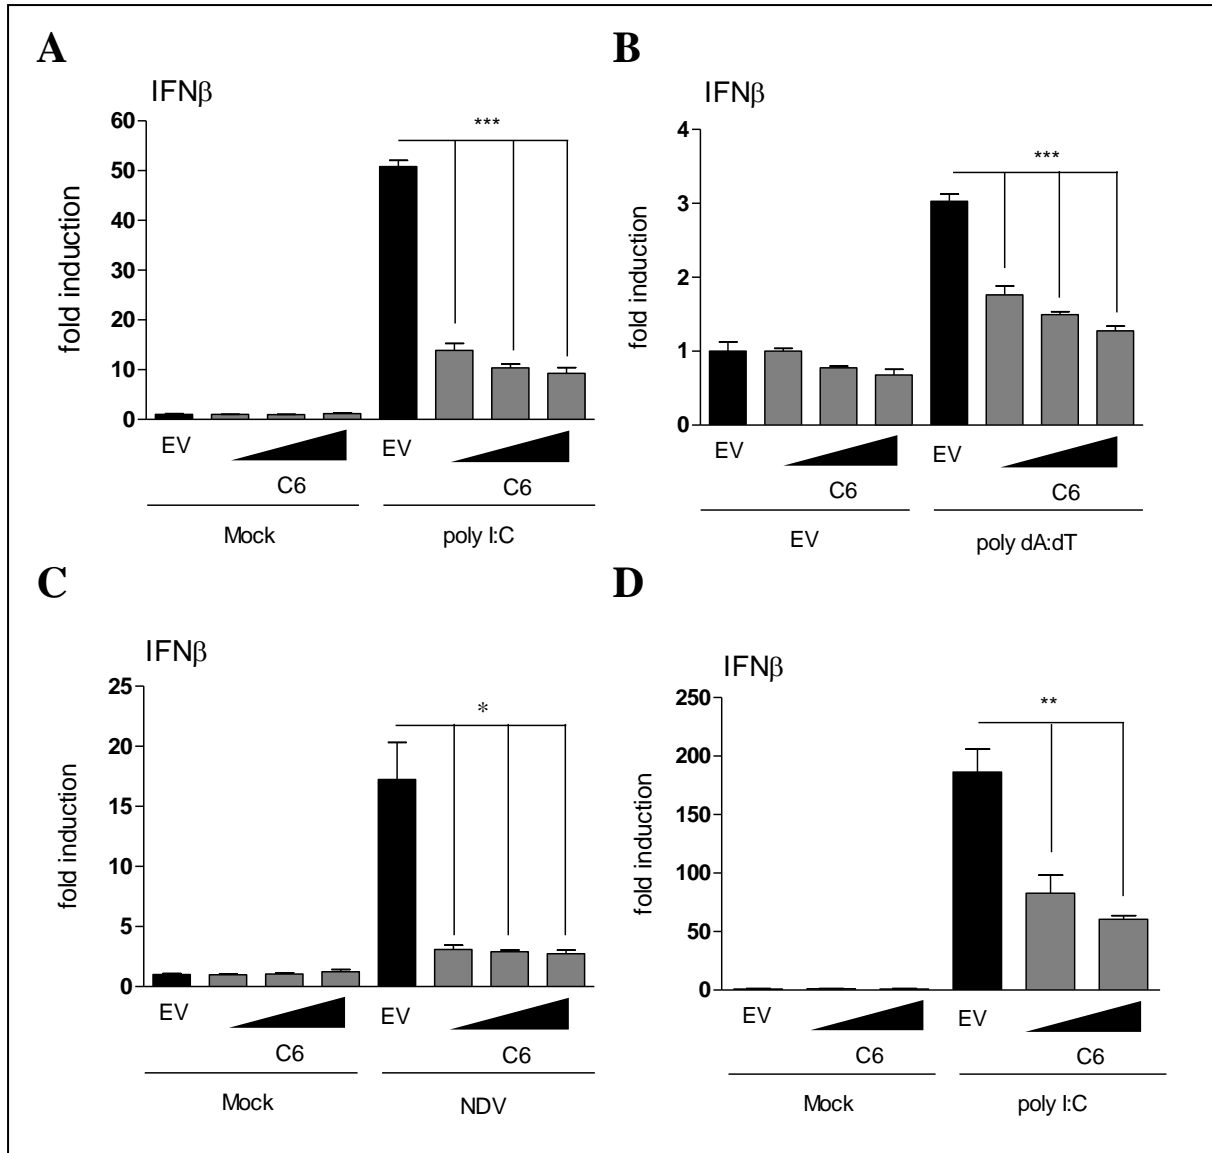 A
IFNβ
fold induction
60
50
40
30
20
10
0
***
EV
EV
C6
C6
Mock
poly I:C
B
IFNβ
fold induction
4
3
2
1
0
***
EV
EV
C6
C6
EV
poly dA:dT
C
IFNβ
fold induction
25
20
15
10
5
0
*
EV
EV
C6
C6
Mock
NDV
D
IFNβ
fold induction
250
200
150
100
50
0
**
EV
EV
C6
C6
Mock
poly I:C